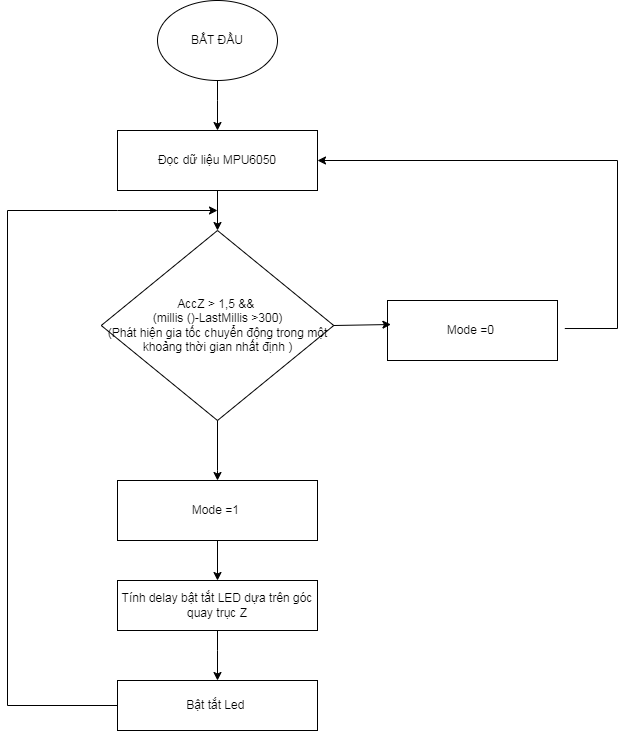 BẮT ĐẦU
Đọc dữ liệu MPU6050
AccZ > 1,5 &&
(millis ()-LastMillis >300)
(Phát hiện gia tốc chuyển động trong một
khoảng thời gian nhất định )
Mode =0
Mode =1
Tính delay bật tắt LED dựa trên góc
quay trục Z
Bật tắt Led